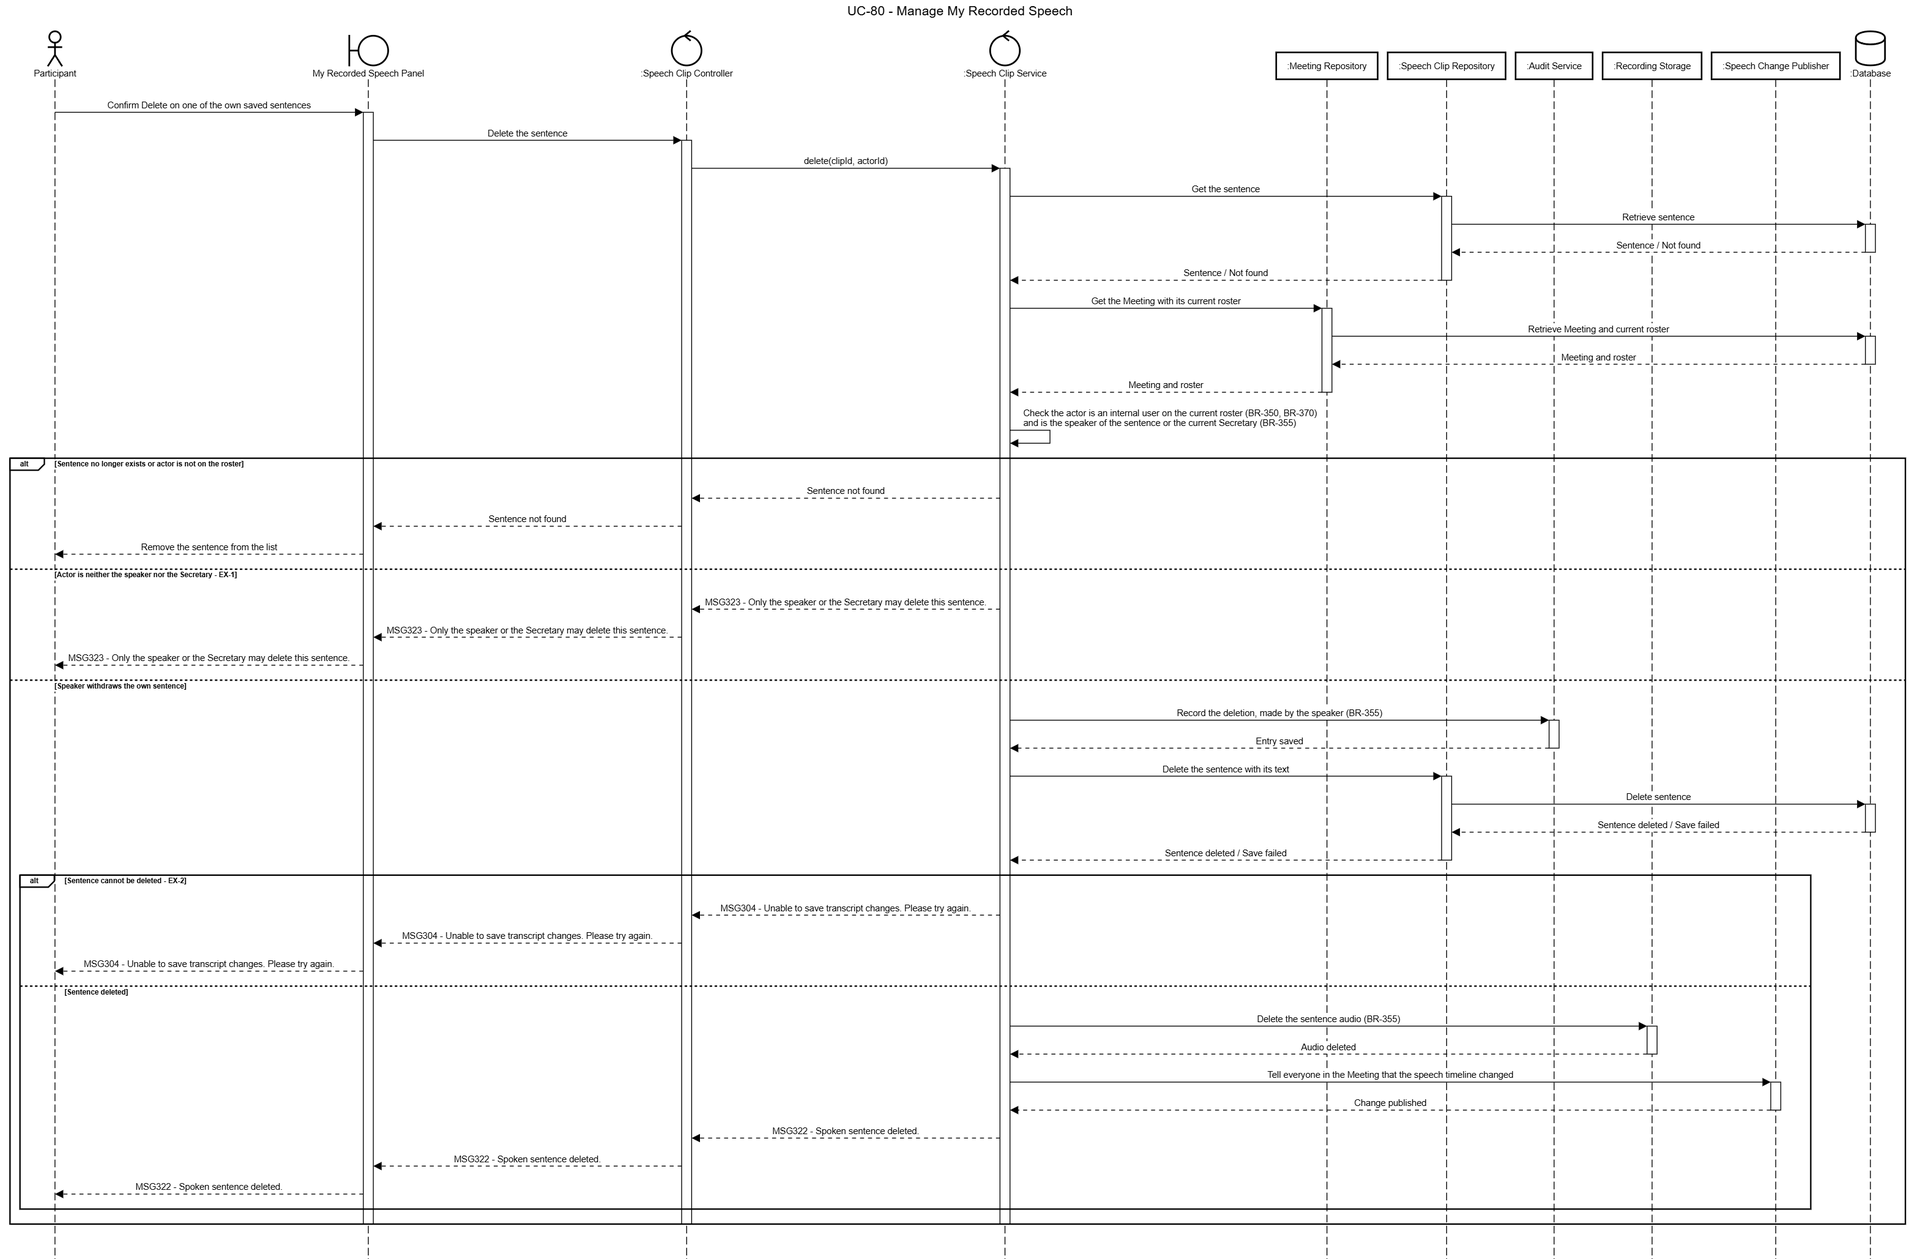 UC-80 - Manage My Recorded Speech
Participant
My Recorded Speech Panel
:Speech Clip Controller
:Speech Clip Service
:Meeting Repository
:Speech Clip Repository
:Audit Service
:Recording Storage
:Speech Change Publisher
:Database
Confirm Delete on one of the own saved sentences
Delete the sentence
delete(clipId, actorId)
Get the sentence
Retrieve sentence
Sentence / Not found
Sentence / Not found
Get the Meeting with its current roster
Retrieve Meeting and current roster
Meeting and roster
Meeting and roster
Check the actor is an internal user on the current roster (BR-350, BR-370)
and is the speaker of the sentence or the current Secretary (BR-355)
alt
[Sentence no longer exists or actor is not on the roster]
Sentence not found
Sentence not found
Remove the sentence from the list
[Actor is neither the speaker nor the Secretary - EX-1]
MSG323 - Only the speaker or the Secretary may delete this sentence.
MSG323 - Only the speaker or the Secretary may delete this sentence.
MSG323 - Only the speaker or the Secretary may delete this sentence.
[Speaker withdraws the own sentence]
Record the deletion, made by the speaker (BR-355)
Entry saved
Delete the sentence with its text
Delete sentence
Sentence deleted / Save failed
Sentence deleted / Save failed
alt
[Sentence cannot be deleted - EX-2]
MSG304 - Unable to save transcript changes. Please try again.
MSG304 - Unable to save transcript changes. Please try again.
MSG304 - Unable to save transcript changes. Please try again.
[Sentence deleted]
Delete the sentence audio (BR-355)
Audio deleted
Tell everyone in the Meeting that the speech timeline changed
Change published
MSG322 - Spoken sentence deleted.
MSG322 - Spoken sentence deleted.
MSG322 - Spoken sentence deleted.